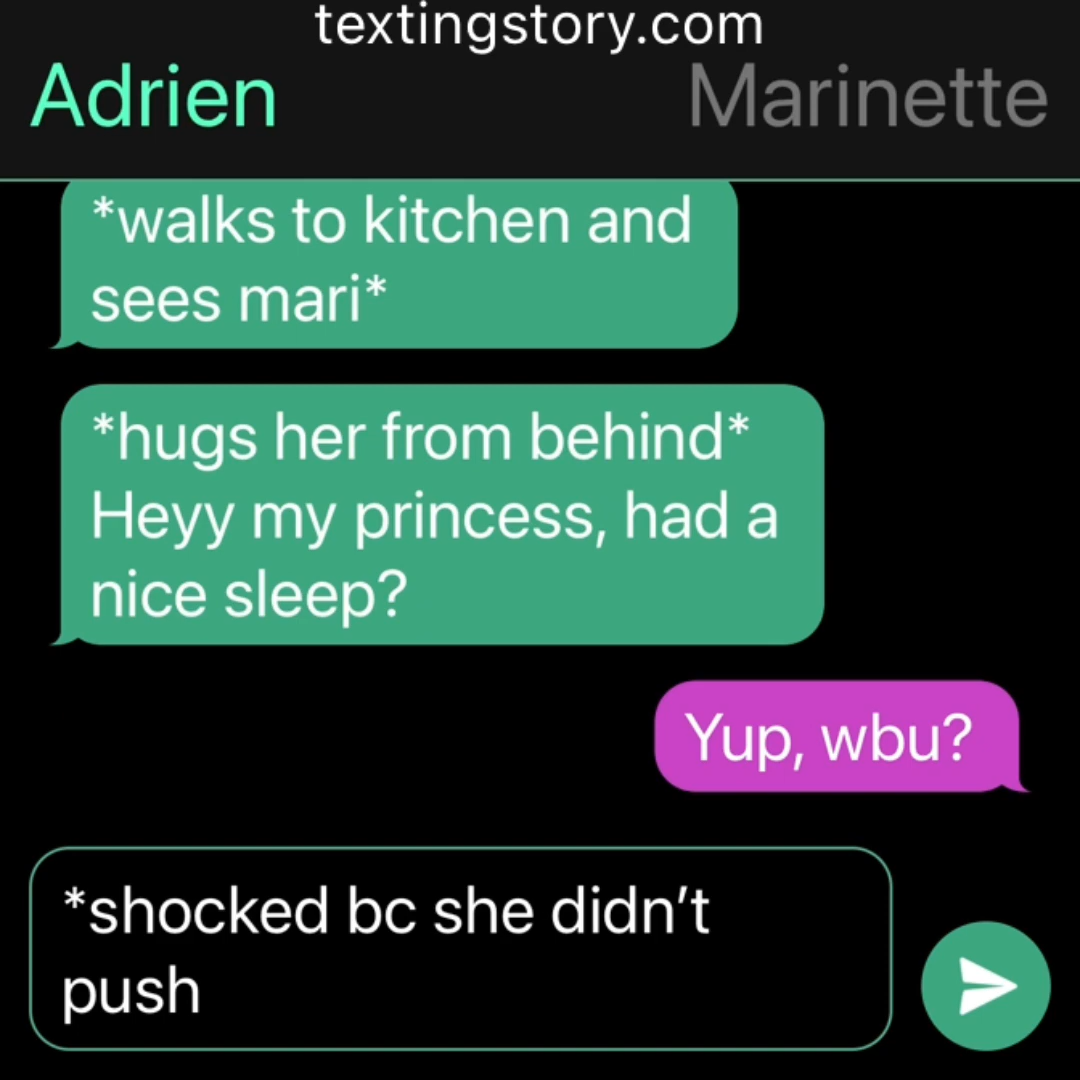 textingstory.com
Adrien
Marinette
*walks to kitchen and
sees mari*
*hugs her from behind*
Heyy my princess, had a
nice sleep?
Yup, wbu?
*shocked bc she didn’t
push